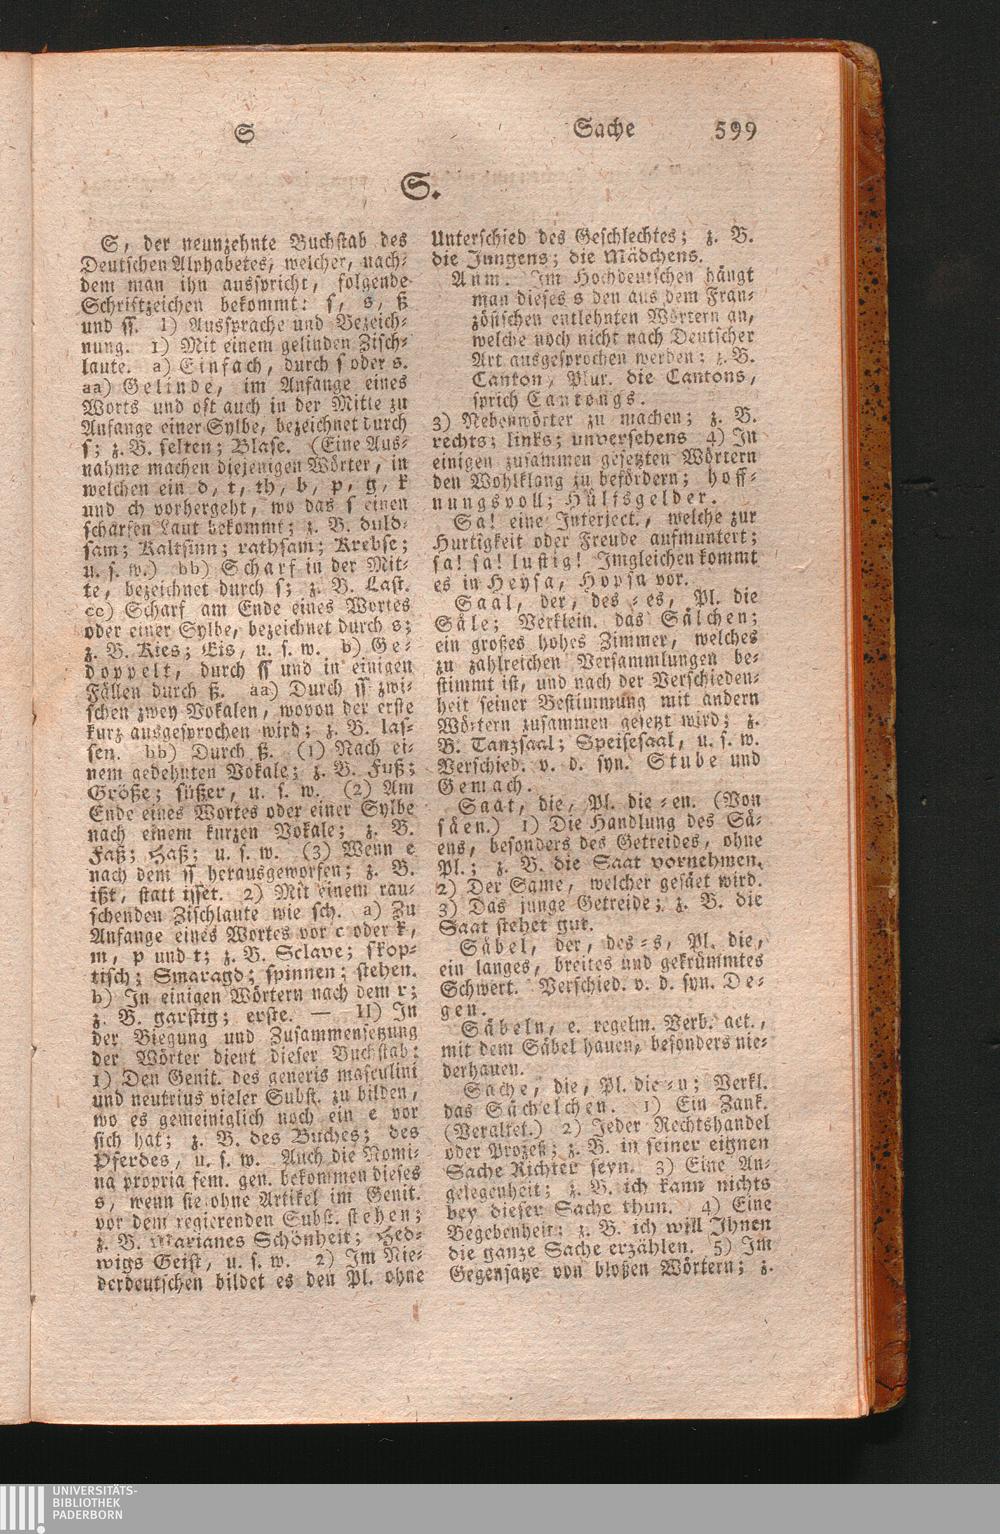 S
Sache 599
S.
S, der neunzehnte Buchstab des
Deutschen Alphabetes, welcher, nach-
dem man ihn ausspricht, folgende
Schriftzeichen bekommt: ſ, s, ß
und ſſ. I) Aussprache und Bezeich-
nung. 1) Mit einem gelinden Zisch-
laute. a) Einfach, durch ſ oder s.
aa) Gelinde, im Anfange eines
Worts und oft auch in der Mitte zu
Anfange einer Sylbe, bezeichnet durch
ſ; z. B. selten; Blase. (Eine Aus-
nahme machen diejenigen Wörter, in
welchen ein d, t, th, b, p, g, k
und ch vorhergeht, wo das ſ einen
scharfen Laut bekommt; z. B. duld-
sam; Kaltsinn; rathsam; Krebse;
u. s. w.) bb) Scharf in der Mit-
te, bezeichnet durch ſ; z. B. Last.
cc) Scharf am Ende eines Wortes
oder einer Sylbe, bezeichnet durch s;
z. B. Kies; Eis, u. s. w. b) Ge-
doppelt, durch ſſ und in einigen
Fällen durch ß. aa) Durch ſſ zwi-
schen zwey Vokalen, wovon der erste
kurz ausgesprochen wird; z. B. las-
sen. bb) Durch ß. (1) Nach ei-
nem gedehnten Vokale; z. B. Fuß;
Größe; süßer, u. s. w. (2) Am
Ende eines Wortes oder einer Sylbe
nach einem kurzen Vokale; z. B.
Faß; Haß; u. s. w. (3) Wenn e
nach dem ſſ herausgeworfen; z. B.
ißt, statt isset. 2) Mit einem rau-
schenden Zischlaute wie sch. a) Zu
Anfange eines Wortes vor c oder k,
m, p und t; z. B. Sclave; skop-
tisch; Smaragd; spinnen; stehen.
b) In einigen Wörtern nach dem r;
z. B. garstig; erste. — II) In
der Biegung und Zusammensetzung
der Wörter dient dieser Buchstab:
1) Den Genit. des generis masculini
und neutrius vieler Subst. zu bilden,
wo es gemeiniglich noch ein e vor
sich hat; z. B. des Buches; des
Pferdes, u. s. w. Auch die Nomi-
na propria fem. gen. bekommen dieses
s, wenn sie ohne Artikel im Genit.
vor dem regierenden Subst. stehen;
z. B. Marianes Schönheit; Hed-
wigs Geist, u. s. w. 2) Im Nie-
derdeutschen bildet es den Pl. ohne
Unterschied des Geschlechtes; z. B.
die Jungens; die Mädchens.
Anm. Im Hochdeutschen hängt
man dieses s den aus dem Fran-
zösischen entlehnten Wörtern an,
welche noch nicht nach Deutscher
Art ausgesprochen werden; z. B.
Canton, Plur. die Cantons,
sprich Cantongs.
3) Nebenwörter zu machen; z. B.
rechts; links; unversehens 4) In
einigen zusammen gesetzten Wörtern
den Wohlklang zu befördern; hoff-
nungsvoll; Hülfsgelder.
Sa! eine Interject., welche zur
Hurtigkeit oder Freude aufmuntert;
sa! sa! lustig! Imgleichen kommt
es in Heysa, Hopsa vor.
Saal, der, des -es, Pl. die
Säle; Verklein. das Sälchen;
ein großes hohes Zimmer, welches
zu zahlreichen Versammlungen be-
stimmt ist, und nach der Verschieden-
heit seiner Bestimmung mit andern
Wörtern zusammen gesetzt wird; z.
B. Tanzsaal; Speisesaal, u. s. w.
Verschied. v. d. syn. Stube und
Gemach.
Saat, die, Pl. die -en. (Von
säen.) 1) Die Handlung des Sä-
ens, besonders des Getreides, ohne
Pl.; z. B. die Saat vornehmen.
2) Der Same, welcher gesäet wird.
3) Das junge Getreide; z. B. die
Saat stehet gut.
Säbel, der, des -s, Pl. die,
ein langes, breites und gekrümmtes
Schwert. Verschied. v. d. syn. De-
gen.
Säbeln, e. regelm. Verb. act.,
mit dem Säbel hauen, besonders nie-
derhauen.
Sache, die, Pl. die -n; Verkl.
das Sächelchen. 1) Ein Zank.
(Veraltet.) 2) Jeder Rechtshandel
oder Prozeß; z. B. in seiner eignen
Sache Richter seyn. 3) Eine An-
gelegenheit; z. B. ich kann nichts
bey dieser Sache thun. 4) Eine
Begebenheit; z. B. ich will Ihnen
die ganze Sache erzählen. 5) Im
Gegensatze von bloßen Wörtern; z.
UNIVERSITÄTS-
BIBLIOTHEK
PADERBORN